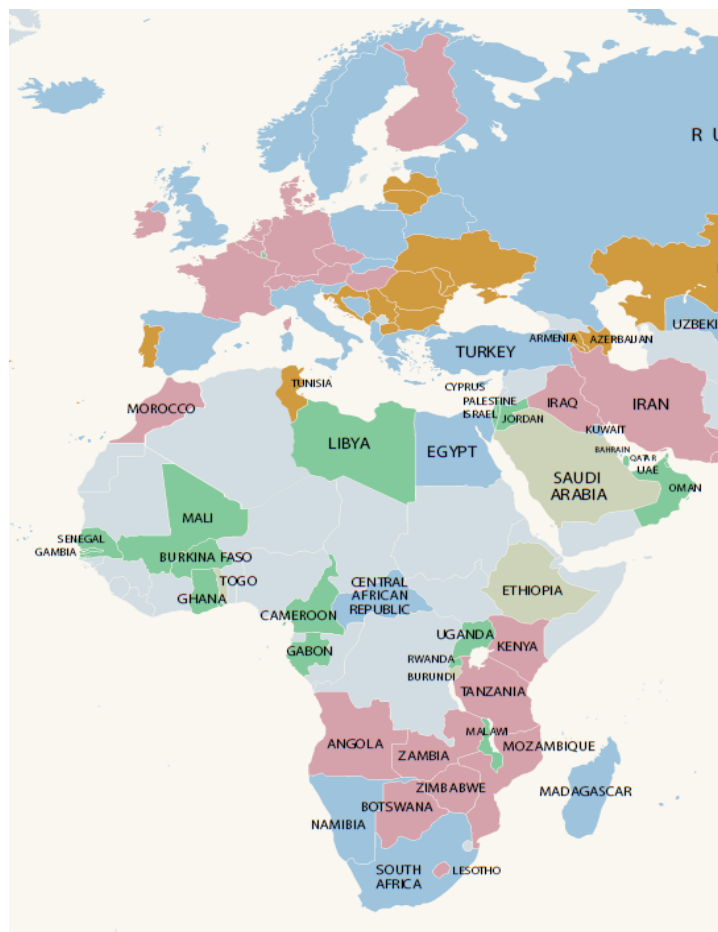 R U
UZBEKI
ARMENIA
AZERBAIJAN
TURKEY
TUNISIA
CYPRUS
PALESTINE
ISRAEL
JORDAN
IRAQ
IRAN
MOROCCO
LIBYA
EGYPT
KUWAIT
BAHRAIN
QATAR
UAE
SAUDI
ARABIA
OMAN
MALI
SENEGAL
GAMBIA
BURKINA FASO
TOGO
GHANA
CAMEROON
CENTRAL
AFRICAN
REPUBLIC
ETHIOPIA
UGANDA
KENYA
GABON
RWANDA
BURUNDI
TANZANIA
MALAWI
ANGOLA
ZAMBIA
MOZAMBIQUE
ZIMBABWE
MADAGASCAR
BOTSWANA
NAMIBIA
SOUTH
AFRICA
LESOTHO